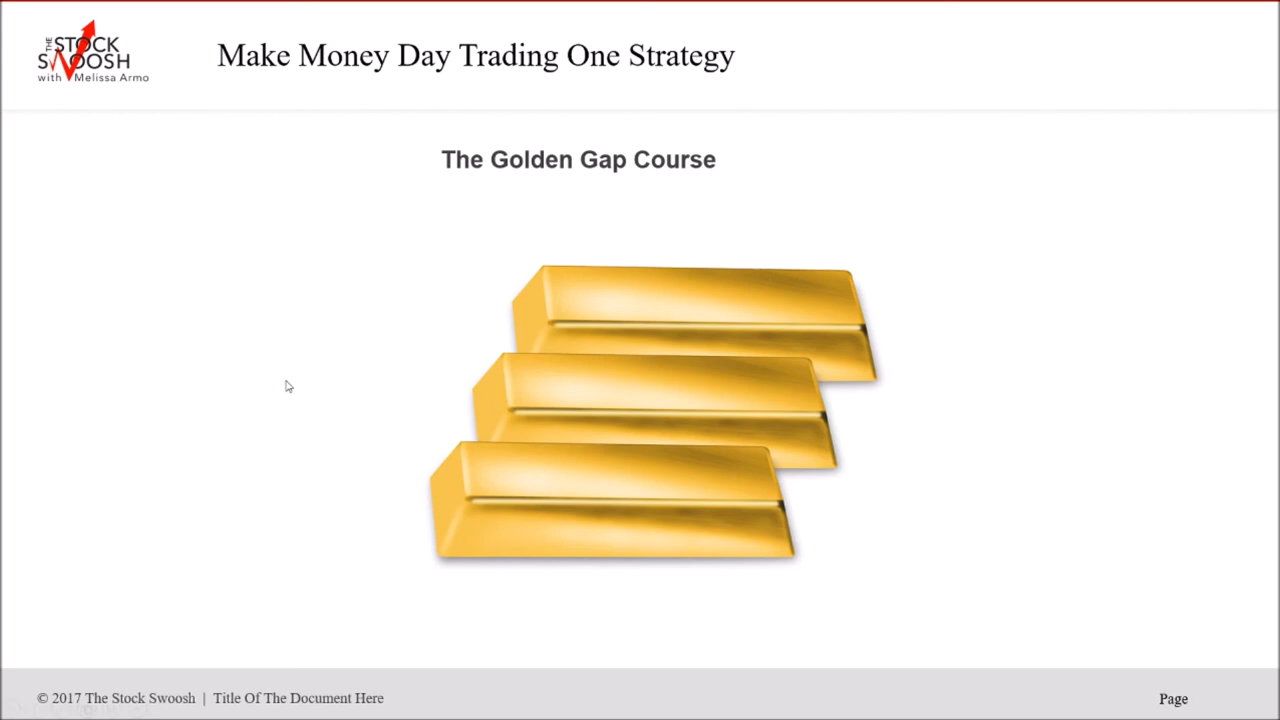 THE STOCK
SWOOSH
with Melissa Armo
Make Money Day Trading One Strategy
The Golden Gap Course
© 2017 The Stock Swoosh | Title Of The Document Here
Page